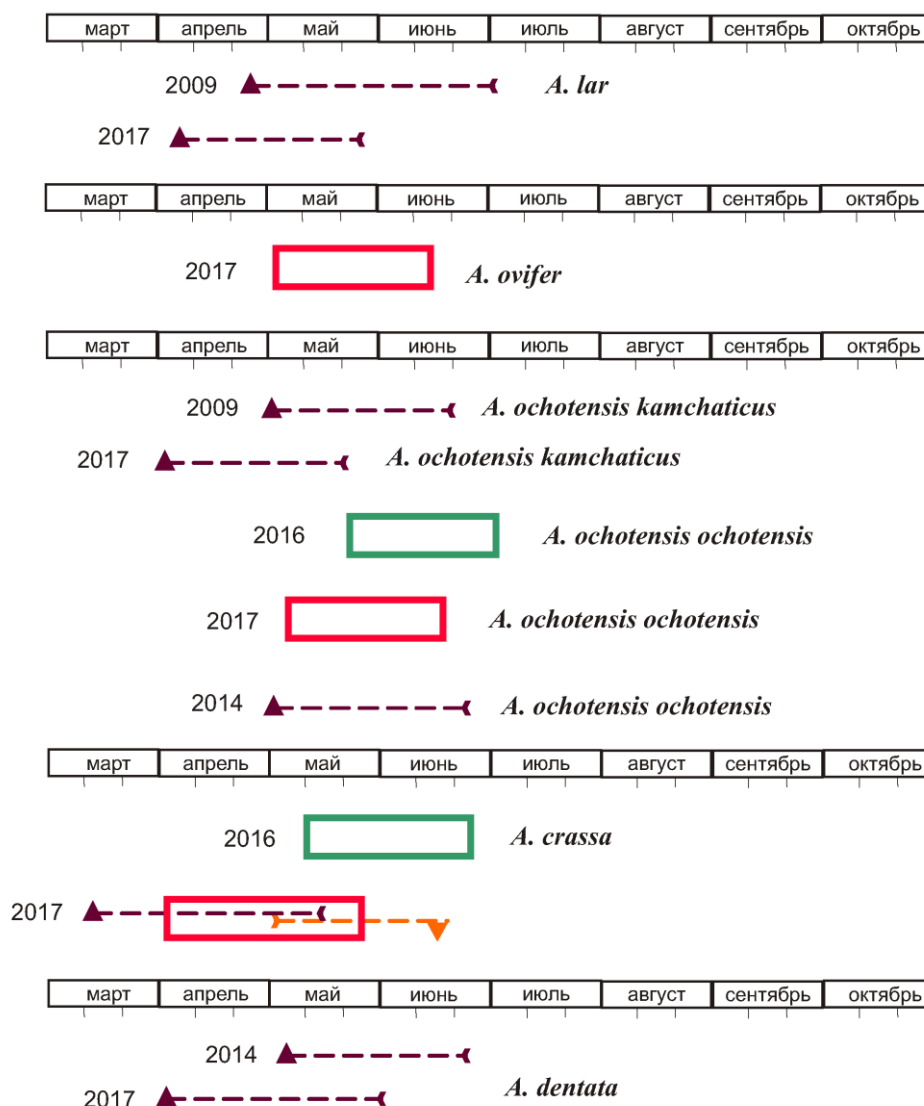 март апрель май июнь июль август сентябрь октябрь
2009 A. lar
2017
март апрель май июнь июль август сентябрь октябрь
2017 A. ovifer
март апрель май июнь июль август сентябрь октябрь
2009 A. ochotensis kamchaticus
2017 A. ochotensis kamchaticus
2016 A. ochotensis ochotensis
2017 A. ochotensis ochotensis
2014 A. ochotensis ochotensis
март апрель май июнь июль август сентябрь октябрь
2016 A. crassa
2017
март апрель май июнь июль август сентябрь октябрь
2014
2017 A. dentata